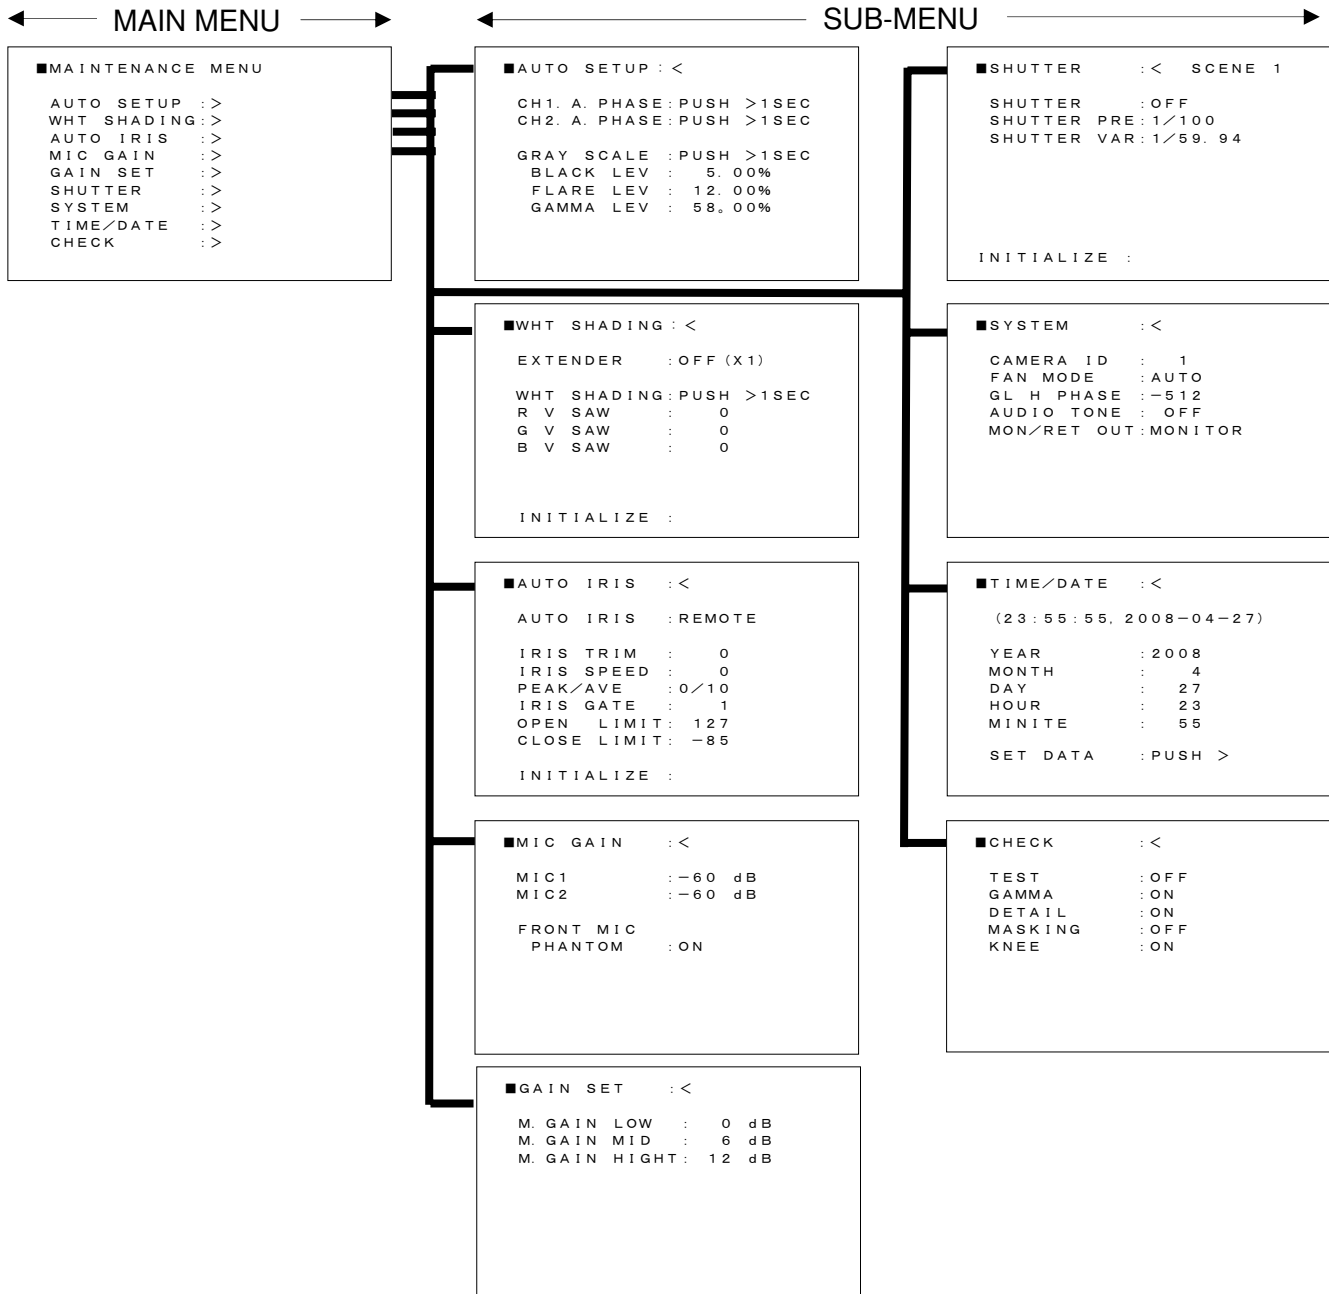 MAIN MENU
SUB-MENU
■MAINTENANCE MENU
AUTO SETUP :>
WHT SHADING:>
AUTO IRIS :>
MIC GAIN :>
GAIN SET :>
SHUTTER :>
SYSTEM :>
TIME/DATE :>
CHECK :>
■AUTO SETUP:<
CH1. A. PHASE:PUSH >1SEC
CH2. A. PHASE:PUSH >1SEC
GRAY SCALE :PUSH >1SEC
BLACK LEV : 5. 00%
FLARE LEV : 12. 00%
GAMMA LEV : 58。00%
■WHT SHADING:<
EXTENDER :OFF(X1)
WHT SHADING:PUSH >1SEC
R V SAW : 0
G V SAW : 0
B V SAW : 0
INITIALIZE :
■AUTO IRIS :<
AUTO IRIS :REMOTE
IRIS TRIM : 0
IRIS SPEED : 0
PEAK/AVE :0/10
IRIS GATE : 1
OPEN LIMIT: 127
CLOSE LIMIT: -85
INITIALIZE :
■MIC GAIN :<
MIC1 :-60 dB
MIC2 :-60 dB
FRONT MIC
PHANTOM :ON
■GAIN SET :<
M. GAIN LOW : 0 dB
M. GAIN MID : 6 dB
M. GAIN HIGHT: 12 dB
■SHUTTER :< SCENE 1
SHUTTER :OFF
SHUTTER PRE:1/100
SHUTTER VAR:1/59. 94
INITIALIZE :
■SYSTEM :<
CAMERA ID : 1
FAN MODE :AUTO
GL H PHASE :-512
AUDIO TONE : OFF
MON/RET OUT:MONITOR
■TIME/DATE :<
(23:55:55, 2008-04-27)
YEAR :2008
MONTH : 4
DAY : 27
HOUR : 23
MINITE : 55
SET DATA :PUSH >
■CHECK :<
TEST :OFF
GAMMA :ON
DETAIL :ON
MASKING :OFF
KNEE :ON